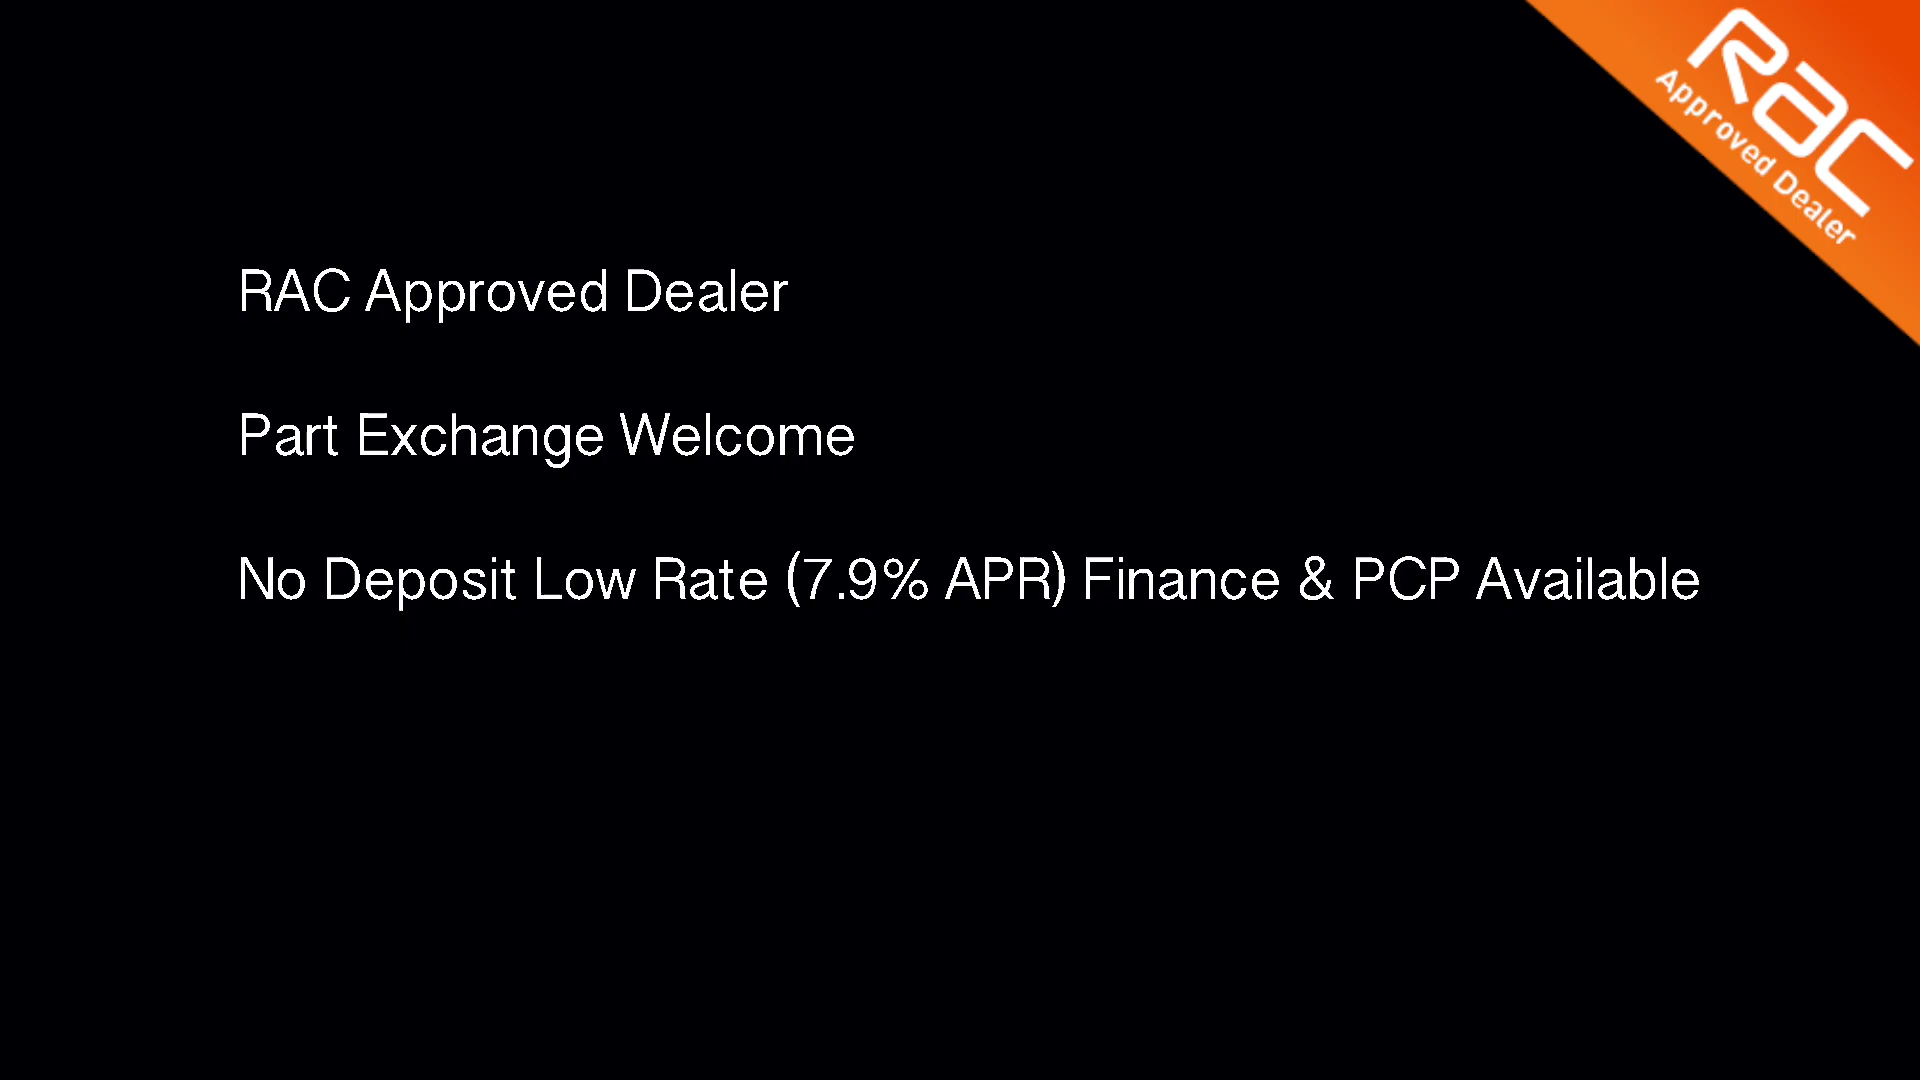 RAC
Approved Dealer
RAC Approved Dealer
Part Exchange Welcome
No Deposit Low Rate (7.9% APR) Finance & PCP Available